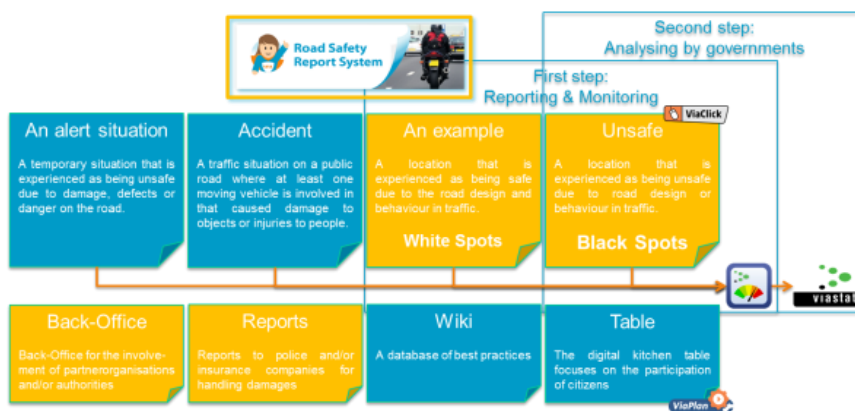 Second step:
Analysing by governments
Road Safety
Report System
First step:
Reporting & Monitoring
ViaClick
An alert situation
A temporary situation that is
experienced as being unsafe
due to damage, defects or
danger on the road.
Accident
A traffic situation on a public
road where at least one
moving vehicle is involved in
that caused damage to
objects or injuries to people.
An example
A location that is
experienced as being safe
due to the road design and
behaviour in traffic.
White Spots
Unsafe
A location that is
experienced as being unsafe
due to road design or
behaviour in traffic.
Black Spots
viastat
Back-Office
Back-Office for the involve-
ment of partnerorganisations
and/or authorities
Reports
Reports to police and/or
insurance companies for
handling damages
Wiki
A database of best practices
Table
The digital kitchen table
focuses on the participation
of citizens
ViaPlan